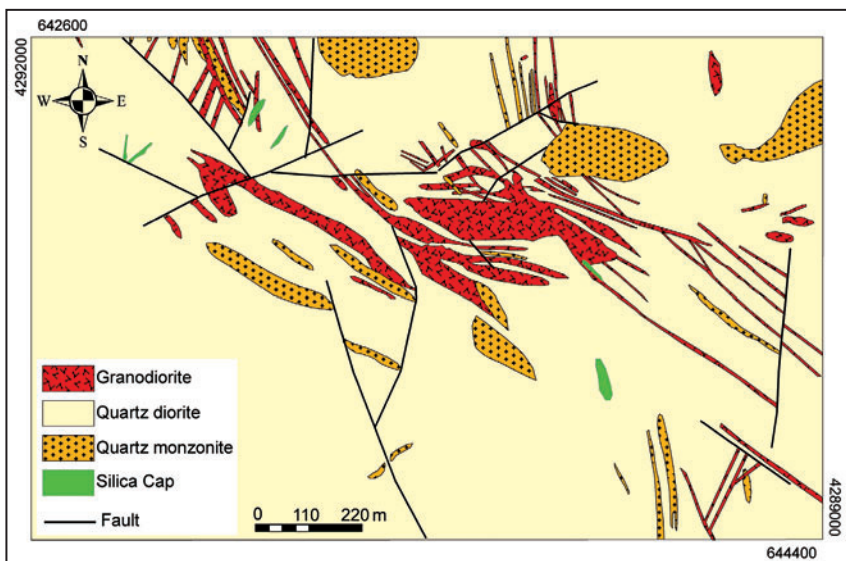 642600
4292000
N
W E
S
Granodiorite
Quartz diorite
Quartz monzonite
Silica Cap
Fault
0 110 220 m
4289000
644400